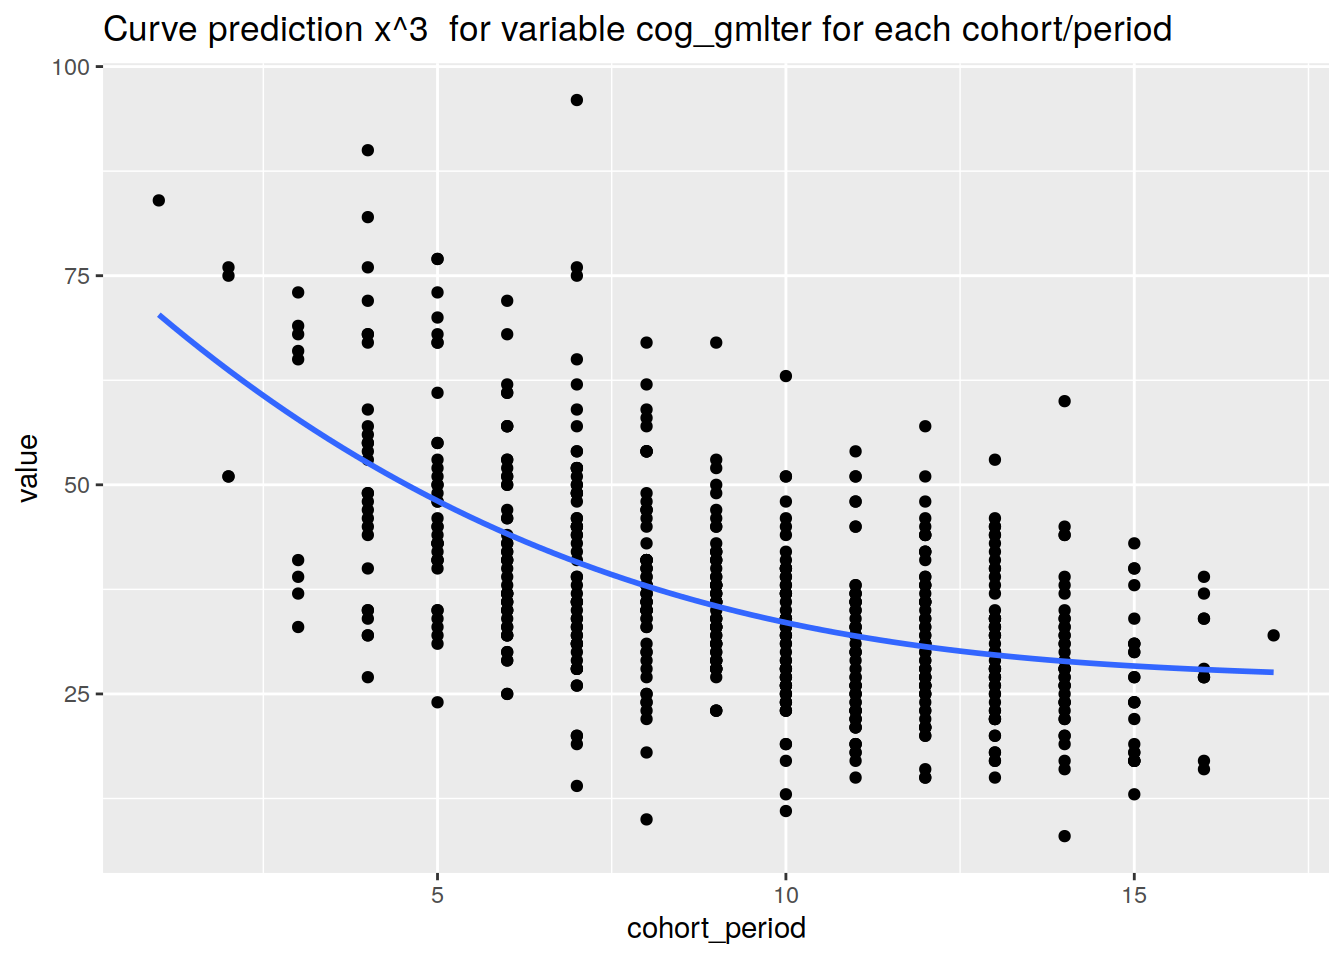 Curve prediction x^3  for variable cog_gmlter for each cohort/period
100
75
50
25
value
5 10 15
cohort_period